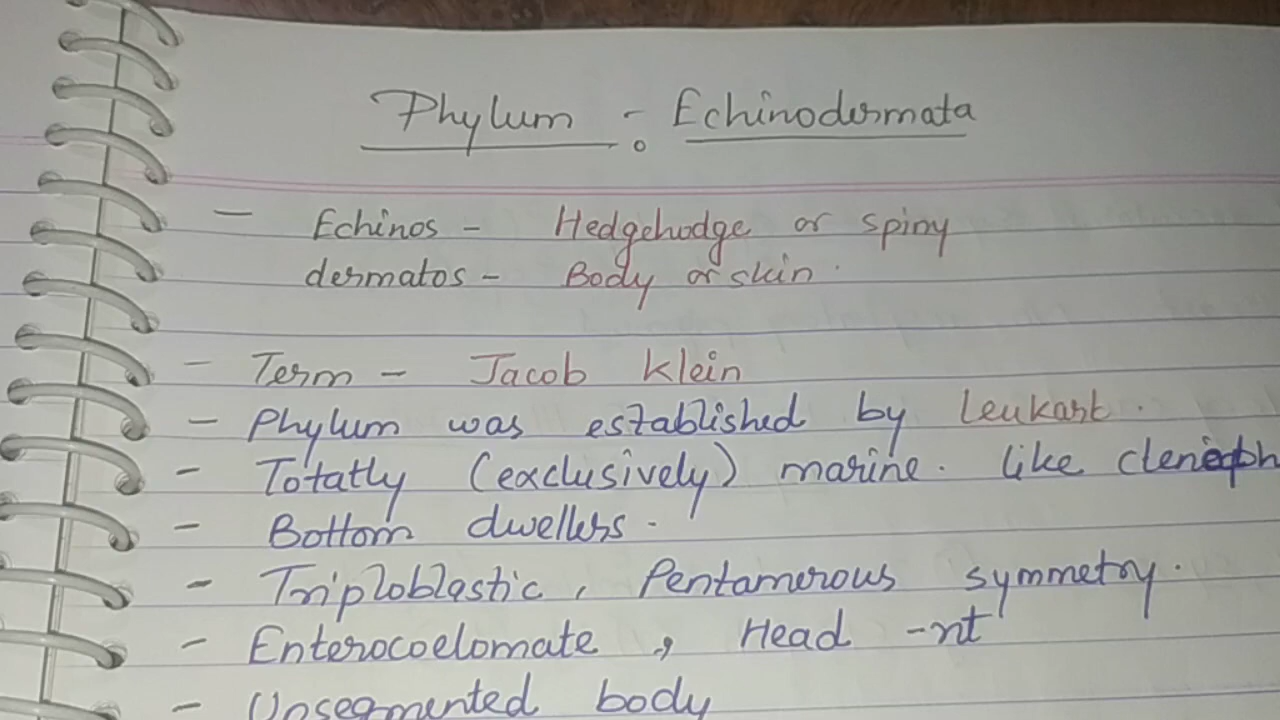 Phylum : Echinodermata
- Echinos - Hedgehodge or spiny
dermatos - Body or skin.
- Term - Jacob Klein
- Phylum was established by Leukart.
- Totatly (exclusively) marine. like
- Bottom dwellers.
- Triploblastic, Pentamerous symmetry.
- Enterocoelomate, Head -nt
- Unsegmented body